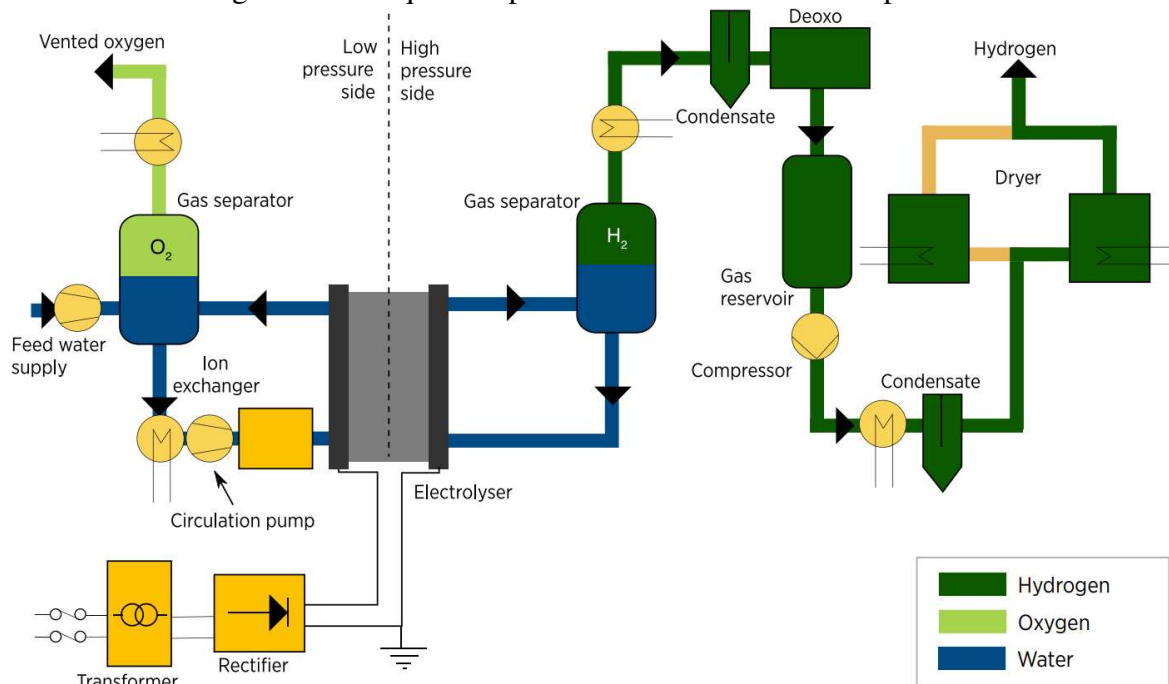 Vented oxygen
Low
pressure
side
High
pressure
side
Deoxo
Hydrogen
Condensate
Gas separator
Gas separator
Dryer
O2
H2
Gas
reservoir
Feed water
supply
Ion
exchanger
Compressor
Condensate
Electrolyser
Circulation pump
Rectifier
Transformer
Hydrogen
Oxygen
Water